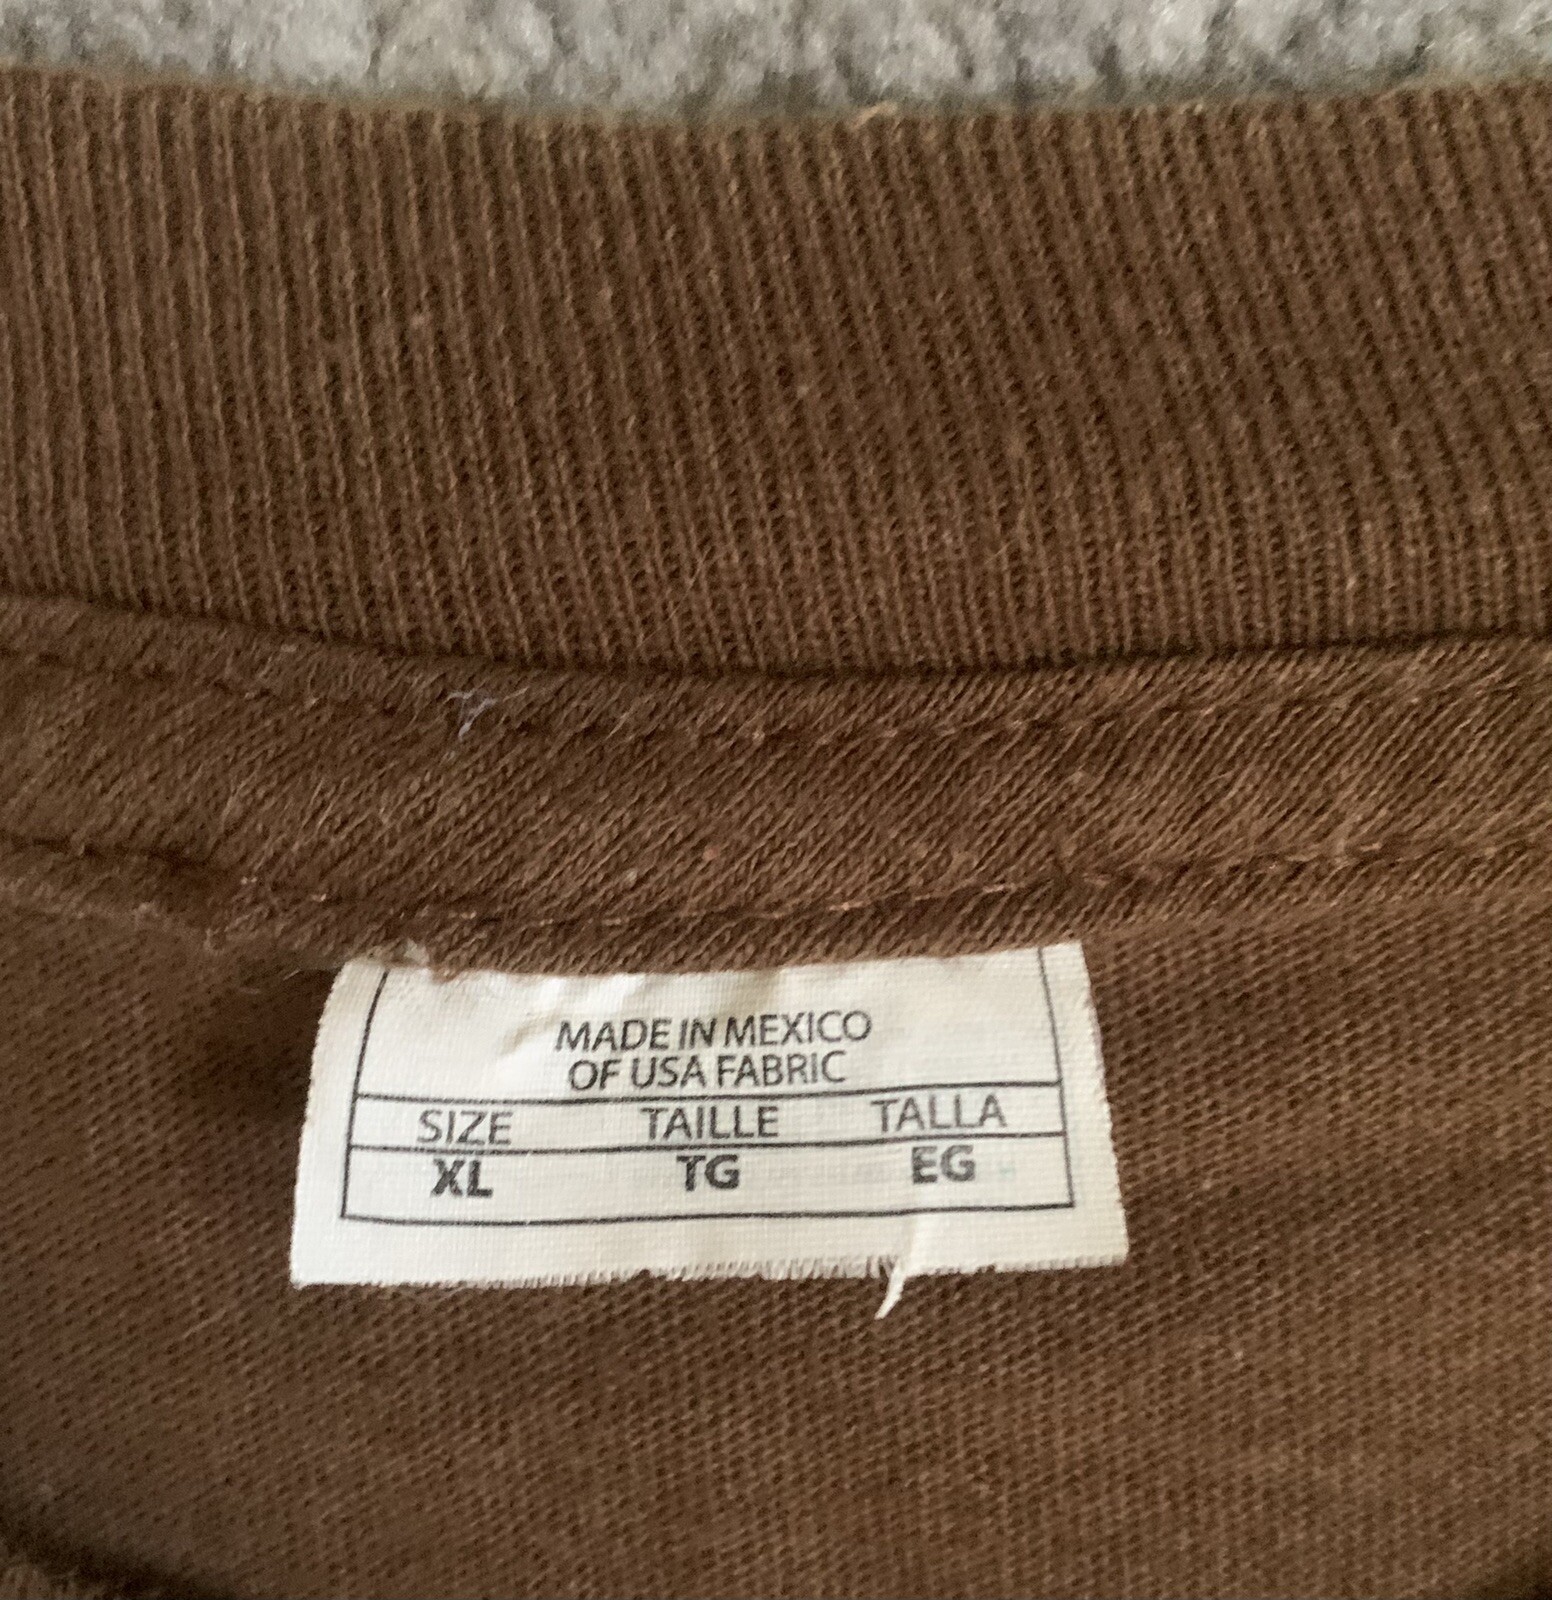 MADE IN MEXICO
OF USA FABRIC
SIZE TAILLE TALLA
XL TG EG